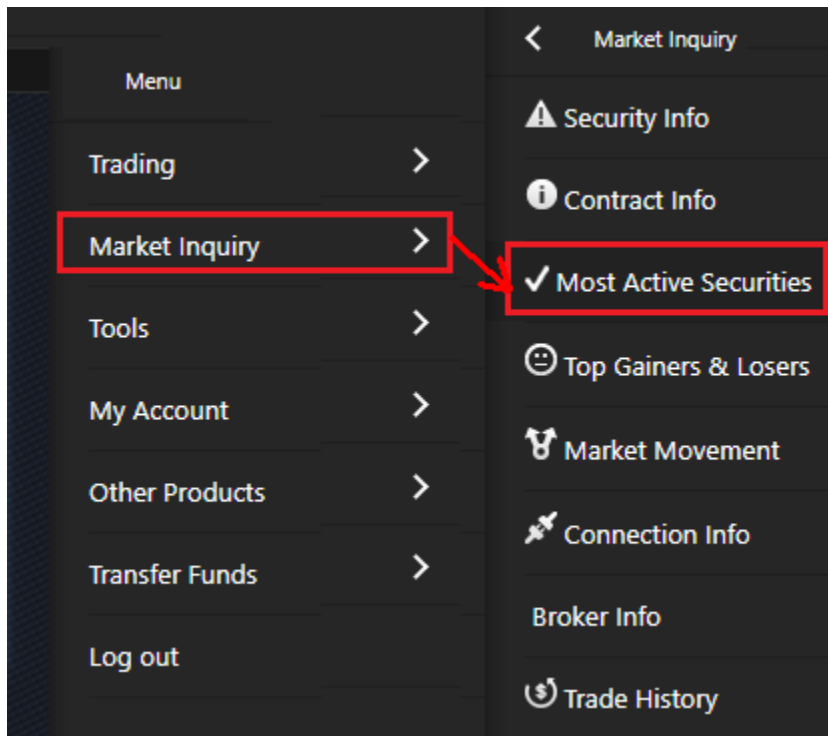 Menu
Trading
Market Inquiry
Tools
My Account
Other Products
Transfer Funds
Log out
Market Inquiry
Security Info
Contract Info
Most Active Securities
Top Gainers & Losers
Market Movement
Connection Info
Broker Info
Trade History